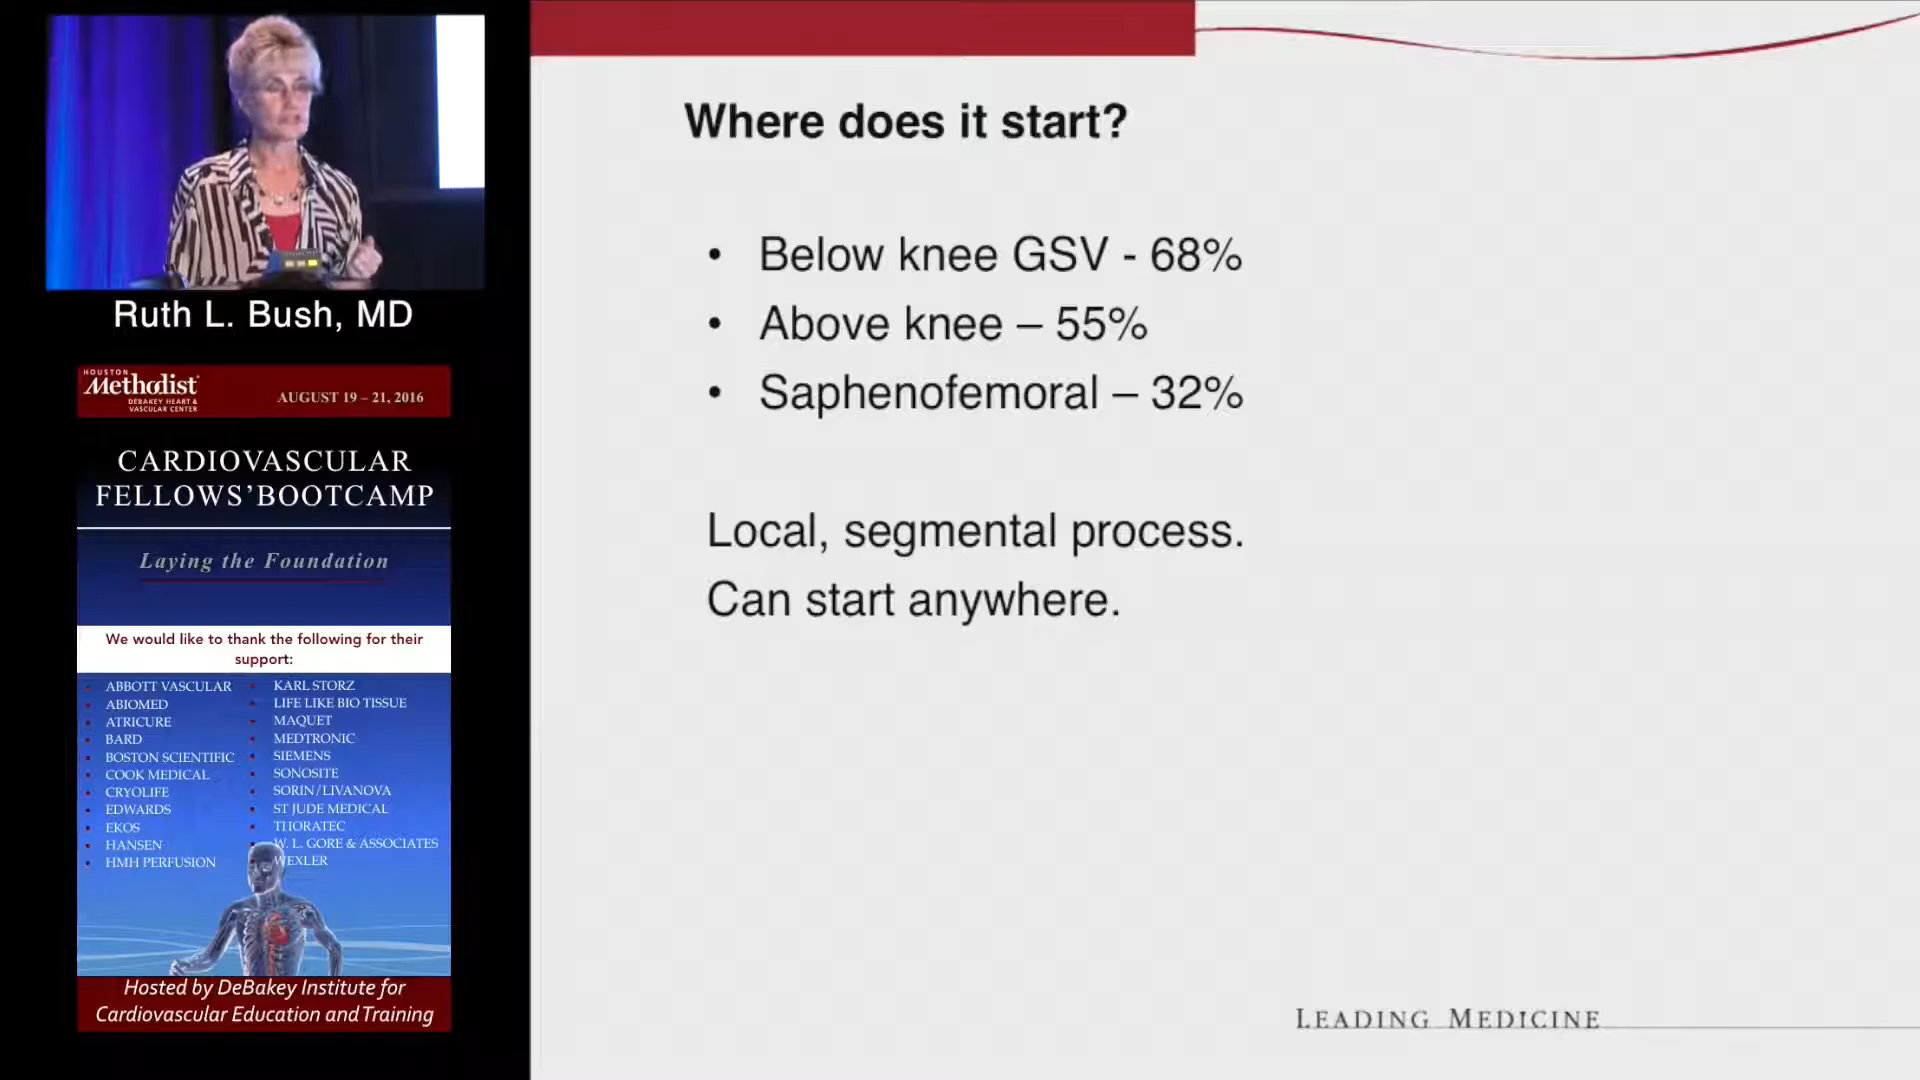 Ruth L. Bush, MD
HOUSTON
Methodist
DEBAKEY HEART &
VASCULAR CENTER
AUGUST 19 – 21, 2016
CARDIOVASCULAR
FELLOWS’BOOTCAMP
Laying the Foundation
We would like to thank the following for their
support:
• ABBOTT VASCULAR
• ABIOMED
• ATRICURE
• BARD
• BOSTON SCIENTIFIC
• COOK MEDICAL
• CRYOLIFE
• EDWARDS
• EKOS
• HANSEN
• HMH PERFUSION
• KARL STORZ
• LIFE LIKE BIO TISSUE
• MAQUET
• MEDTRONIC
• SIEMENS
• SONOSITE
• SORIN/LIVANOVA
• ST JUDE MEDICAL
• THORATEC
• W. L. GORE & ASSOCIATES
• WEXLER
Hosted by DeBakey Institute for
Cardiovascular Education and Training
Where does it start?
• Below knee GSV - 68%
• Above knee – 55%
• Saphenofemoral – 32%
Local, segmental process.
Can start anywhere.
LEADING MEDICINE